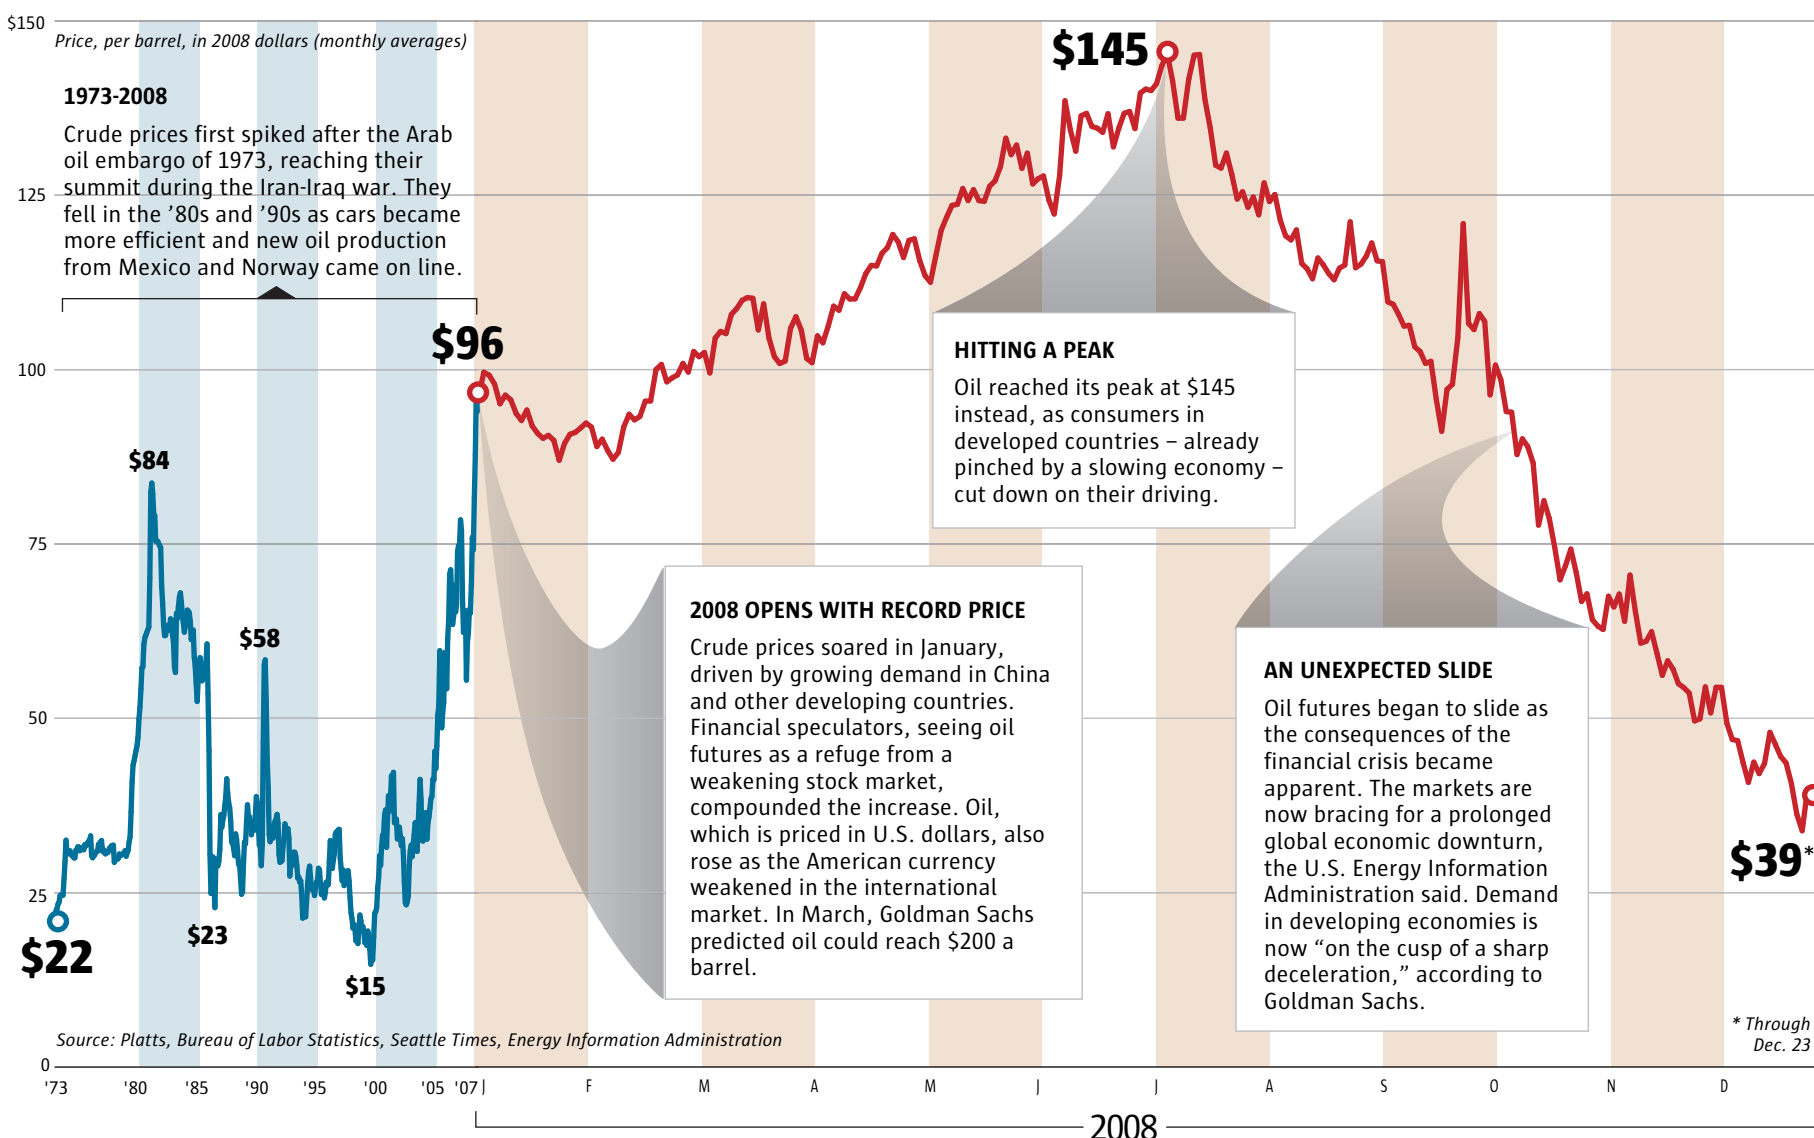 $150
Price, per barrel, in 2008 dollars (monthly averages)
1973-2008
Crude prices first spiked after the Arab
oil embargo of 1973, reaching their
summit during the Iran-Iraq war. They
fell in the ’80s and ’90s as cars became
more efficient and new oil production
from Mexico and Norway came on line.
$145
125
$96
100
HITTING A PEAK
Oil reached its peak at $145
instead, as consumers in
developed countries – already
pinched by a slowing economy –
cut down on their driving.
$84
75
$58
2008 OPENS WITH RECORD PRICE
Crude prices soared in January,
driven by growing demand in China
and other developing countries.
Financial speculators, seeing oil
futures as a refuge from a
weakening stock market,
compounded the increase. Oil,
which is priced in U.S. dollars, also
rose as the American currency
weakened in the international
market. In March, Goldman Sachs
predicted oil could reach $200 a
barrel.
AN UNEXPECTED SLIDE
Oil futures began to slide as
the consequences of the
financial crisis became
apparent. The markets are
now bracing for a prolonged
global economic downturn,
the U.S. Energy Information
Administration said. Demand
in developing economies is
now “on the cusp of a sharp
deceleration,” according to
Goldman Sachs.
50
$39*
25
$23
$22
$15
* Through
Dec. 23
Source: Platts, Bureau of Labor Statistics, Seattle Times, Energy Information Administration
0
'73 '80 '85 '90 '95 '00 '05 '07 J F M A M J J A S O N D
2008